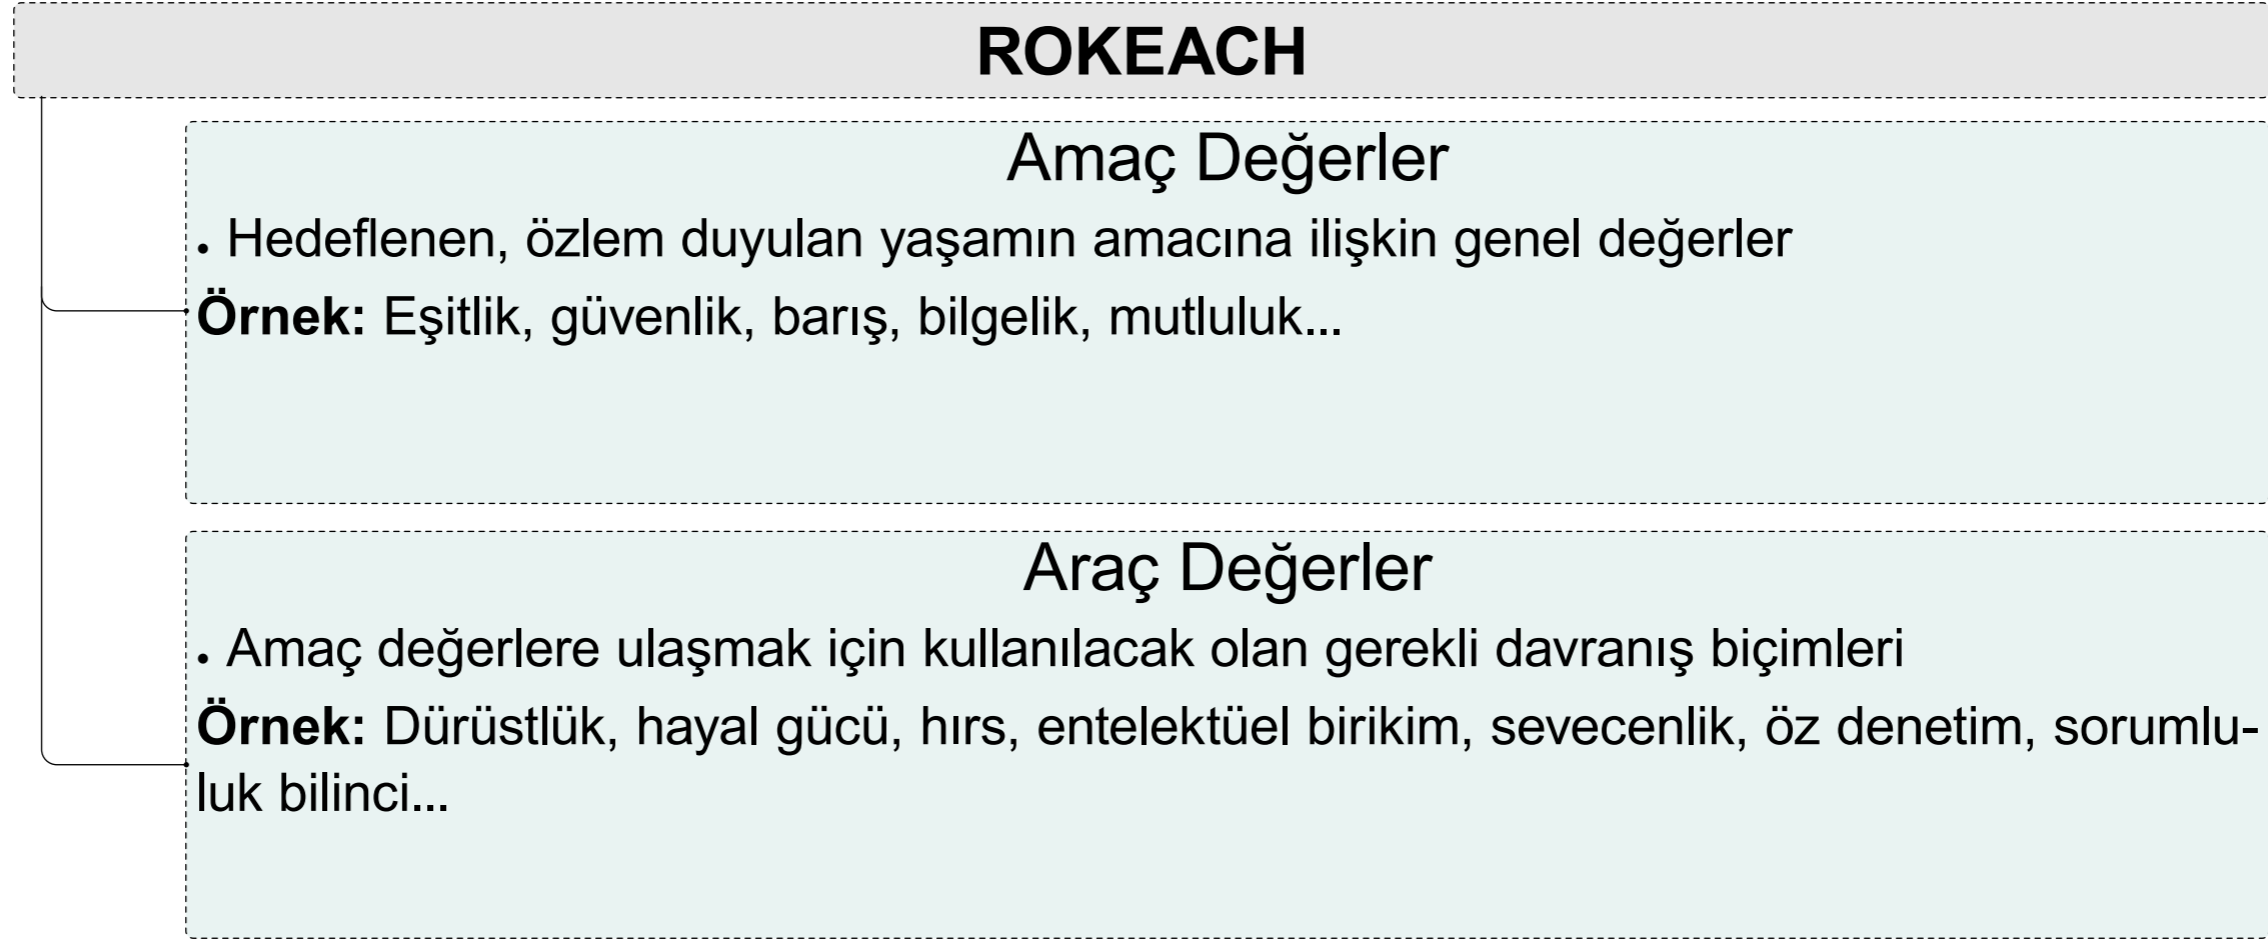 ROKEACH
Amaç Değerler
• Hedeflenen, özlem duyulan yaşamın amacına ilişkin genel değerler
Örnek: Eşitlik, güvenlik, barış, bilgelik, mutluluk...
Araç Değerler
• Amaç değerlere ulaşmak için kullanılacak olan gerekli davranış biçimleri
Örnek: Dürüstlük, hayal gücü, hırs, entelektüel birikim, sevecenlik, öz denetim, sorumlu-
luk bilinci...